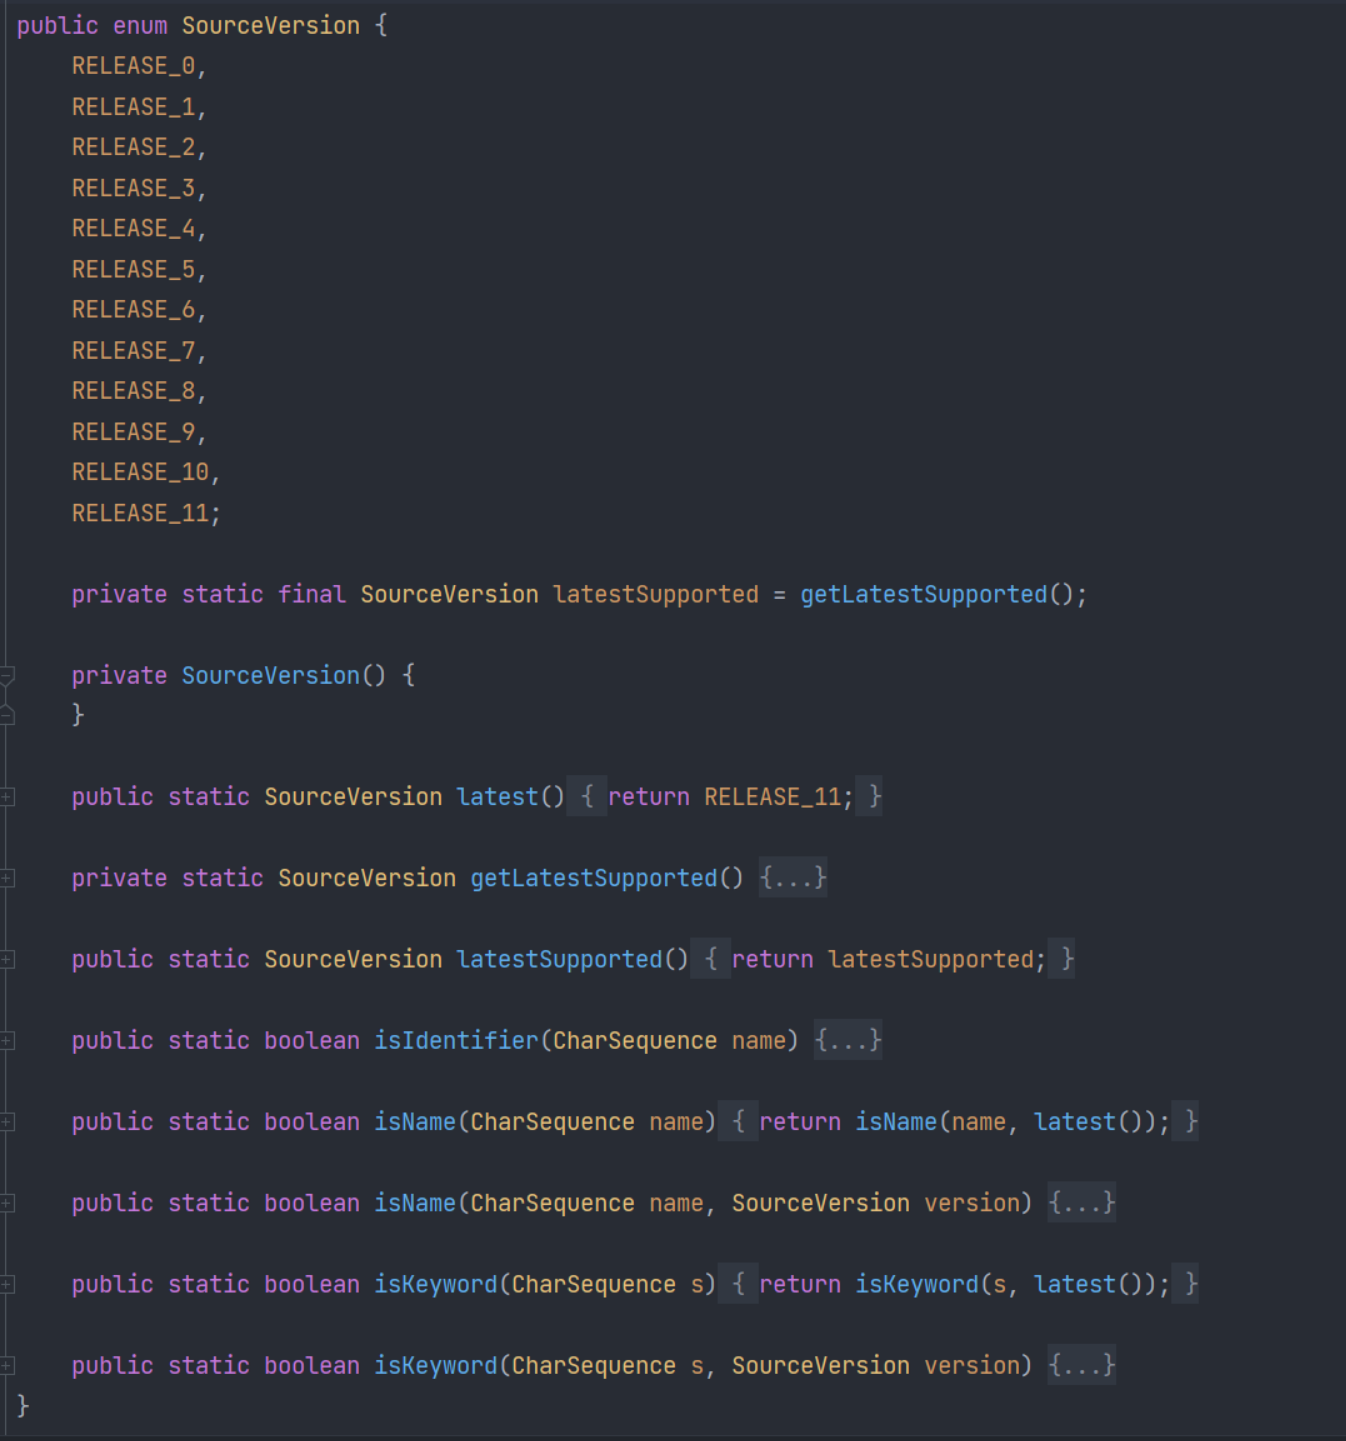 public enum SourceVersion {
    RELEASE_0,
    RELEASE_1,
    RELEASE_2,
    RELEASE_3,
    RELEASE_4,
    RELEASE_5,
    RELEASE_6,
    RELEASE_7,
    RELEASE_8,
    RELEASE_9,
    RELEASE_10,
    RELEASE_11;
    private static final SourceVersion latestSupported = getLatestSupported();
    private SourceVersion() {
    }
    public static SourceVersion latest() { return RELEASE_11; }
    private static SourceVersion getLatestSupported() {...}
    public static SourceVersion latestSupported() { return latestSupported; }
    public static boolean isIdentifier(CharSequence name) {...}
    public static boolean isName(CharSequence name) { return isName(name, latest()); }
    public static boolean isName(CharSequence name, SourceVersion version) {...}
    public static boolean isKeyword(CharSequence s) { return isKeyword(s, latest()); }
    public static boolean isKeyword(CharSequence s, SourceVersion version) {...}
}